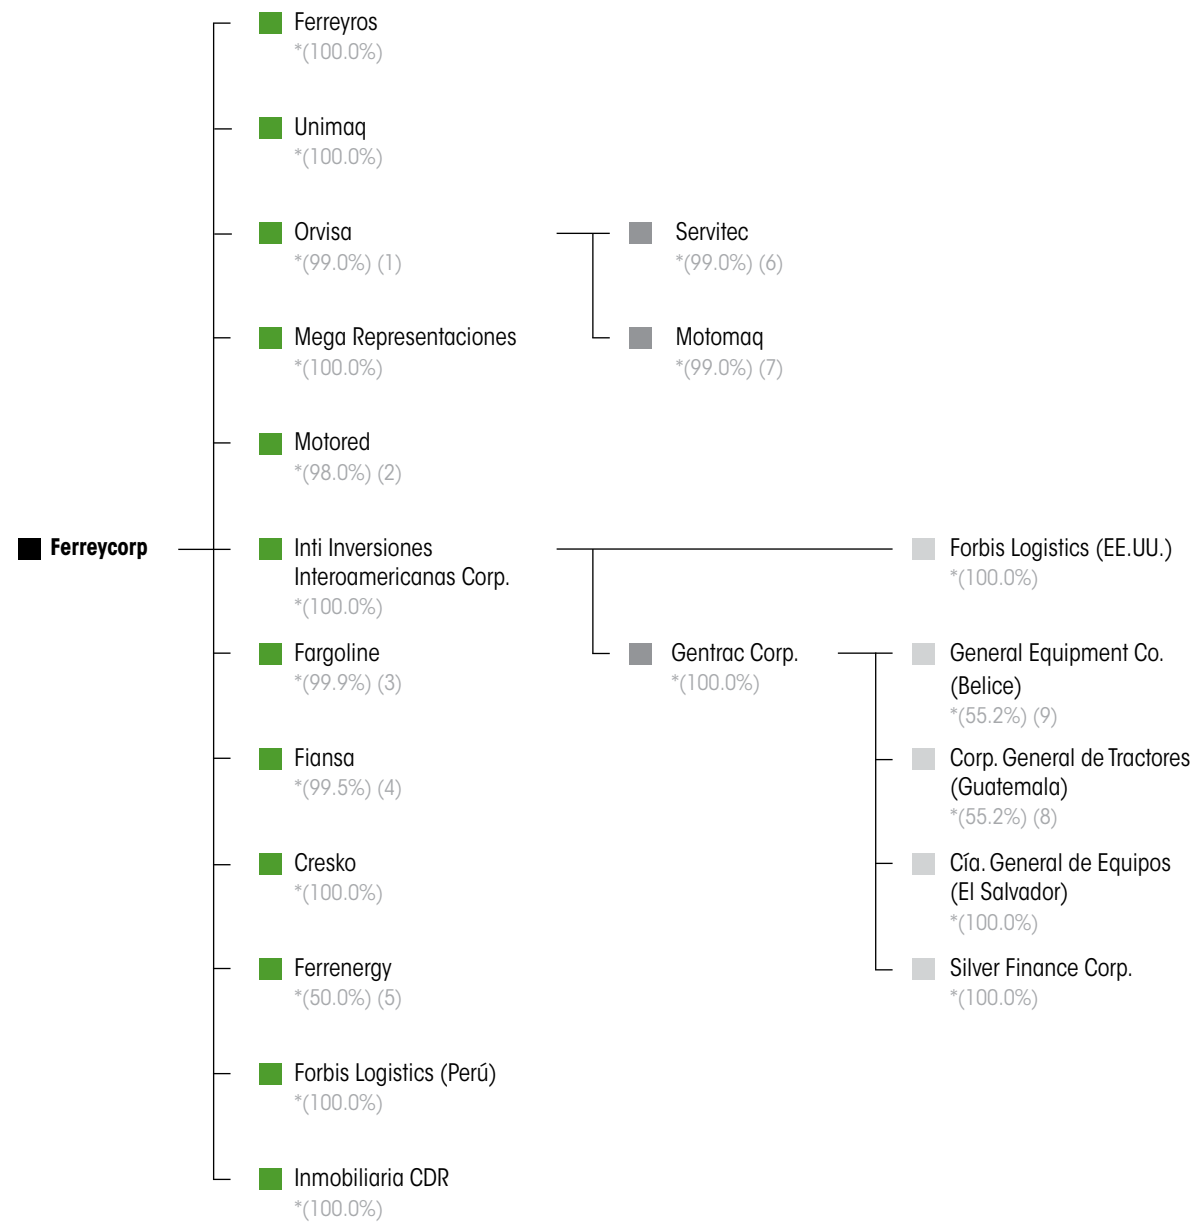 Ferreycorp
Ferreyros
*(100.0%)
Unimaq
*(100.0%)
Orvisa
*(99.0%) (1)
Servitec
*(99.0%) (6)
Motomaq
*(99.0%) (7)
Mega Representaciones
*(100.0%)
Motored
*(98.0%) (2)
Inti Inversiones
Interoamericanas Corp.
*(100.0%)
Forbis Logistics (EE.UU.)
*(100.0%)
Gentrac Corp.
*(100.0%)
General Equipment Co.
(Belice)
*(55.2%) (9)
Corp. General de Tractores
(Guatemala)
*(55.2%) (8)
Cía. General de Equipos
(El Salvador)
*(100.0%)
Silver Finance Corp.
*(100.0%)
Fargoline
*(99.9%) (3)
Fiansa
*(99.5%) (4)
Cresko
*(100.0%)
Ferrenergy
*(50.0%) (5)
Forbis Logistics (Perú)
*(100.0%)
Inmobiliaria CDR
*(100.0%)